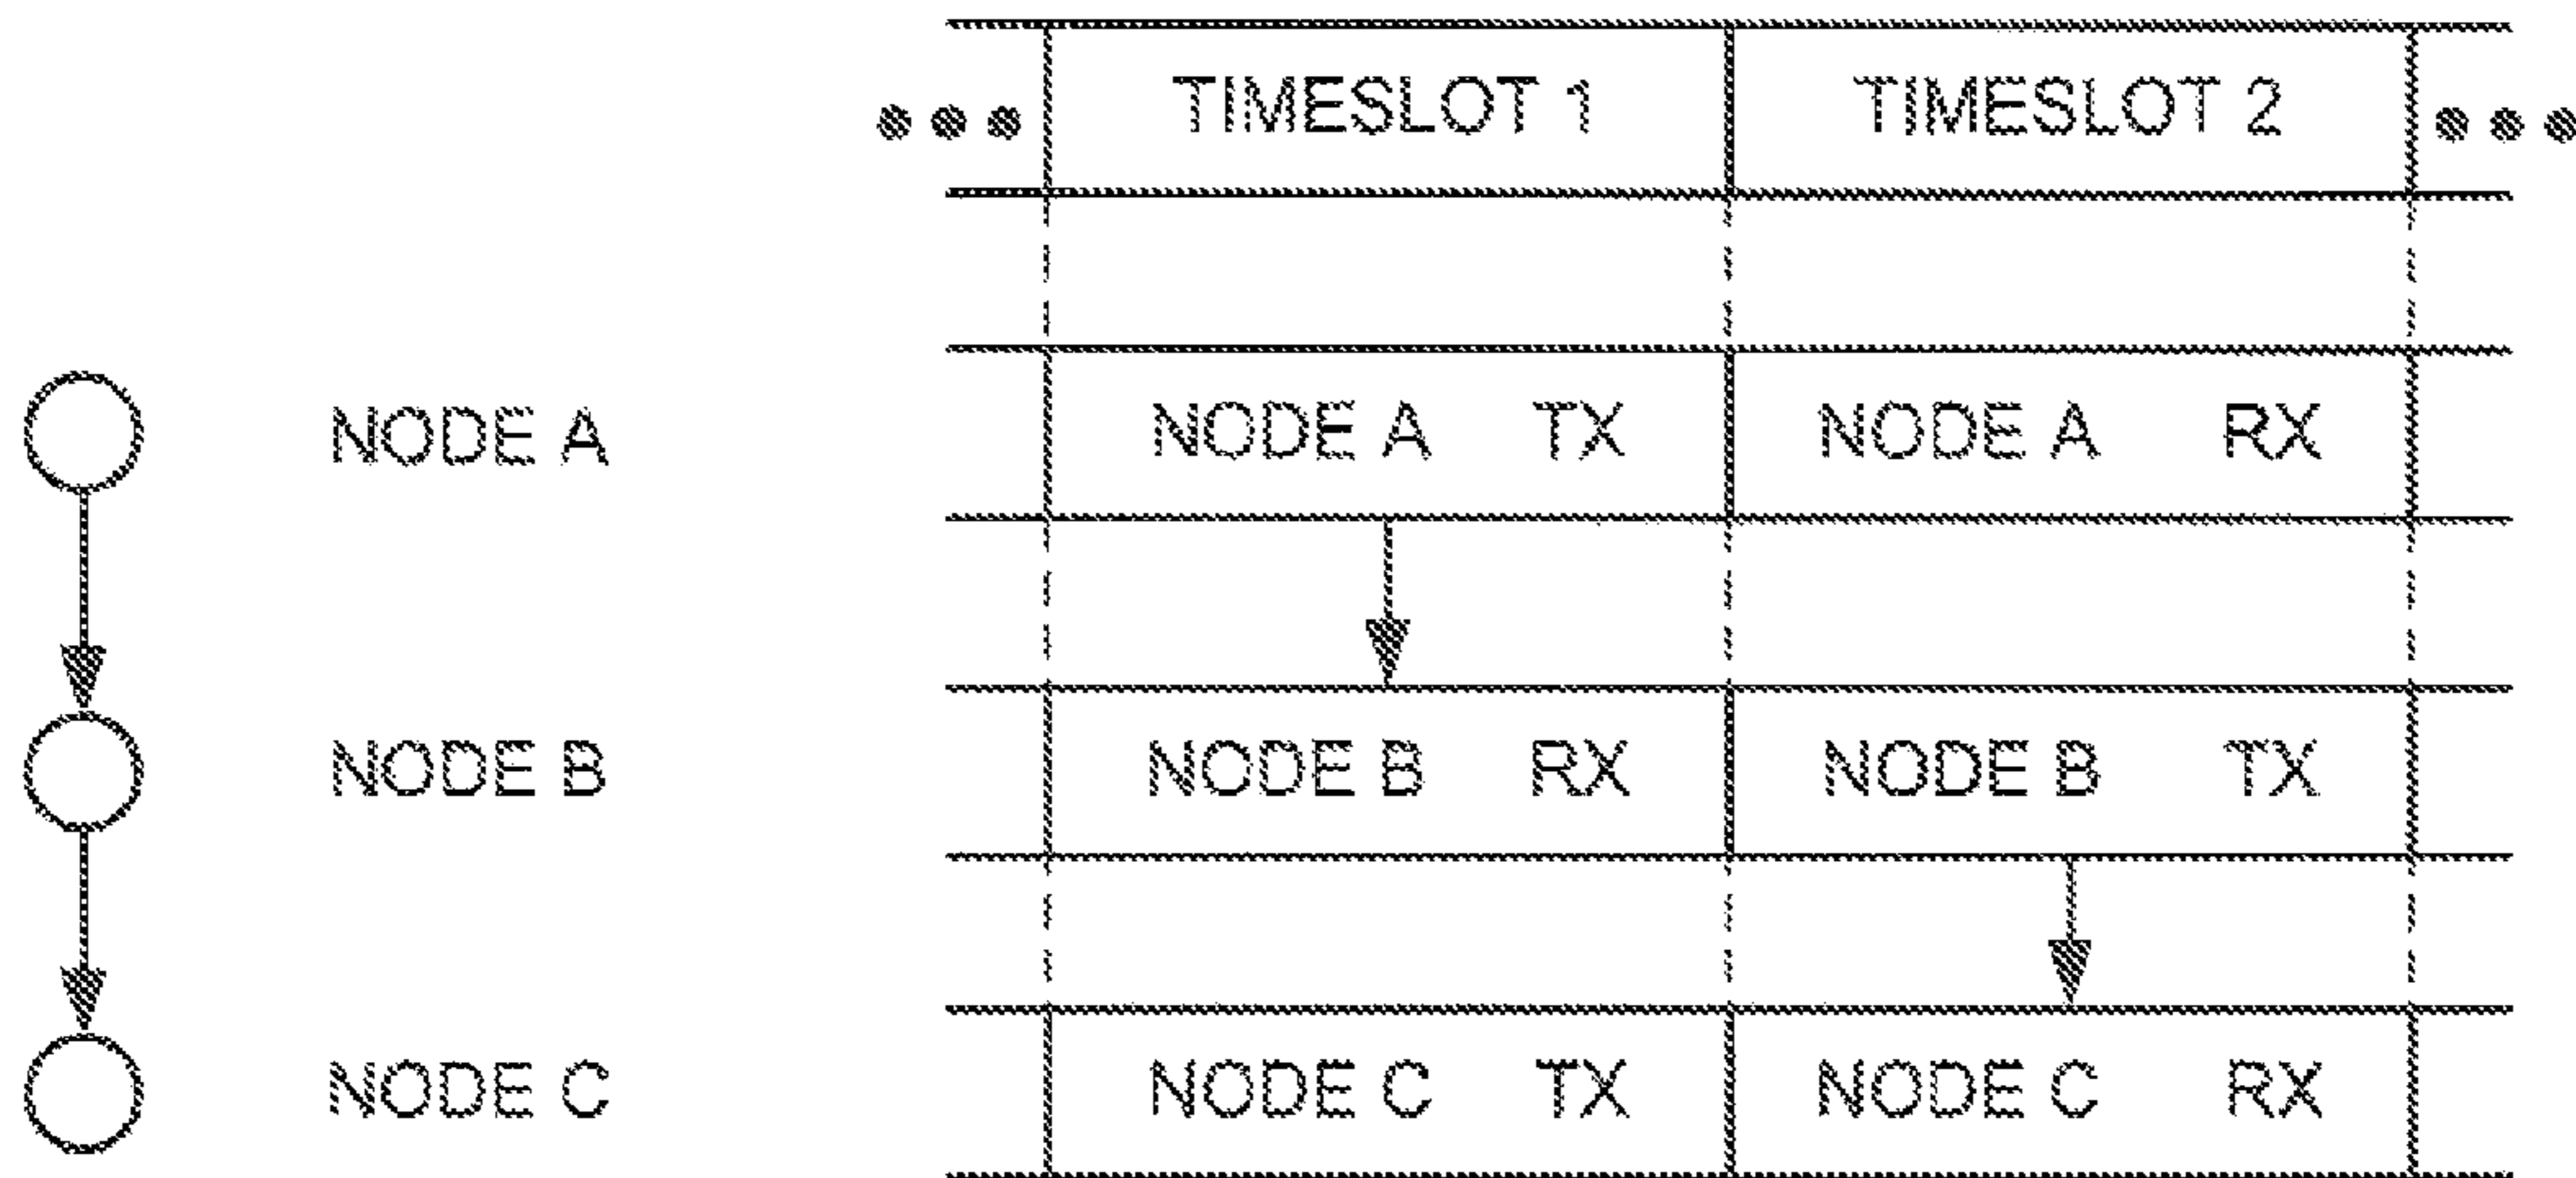 TIMESLOT 1 TIMESLOT 2
NODE A NODE A TX NODE A RX
NODE B NODE B RX NODE B TX
NODE C NODE C TX NODE C RX